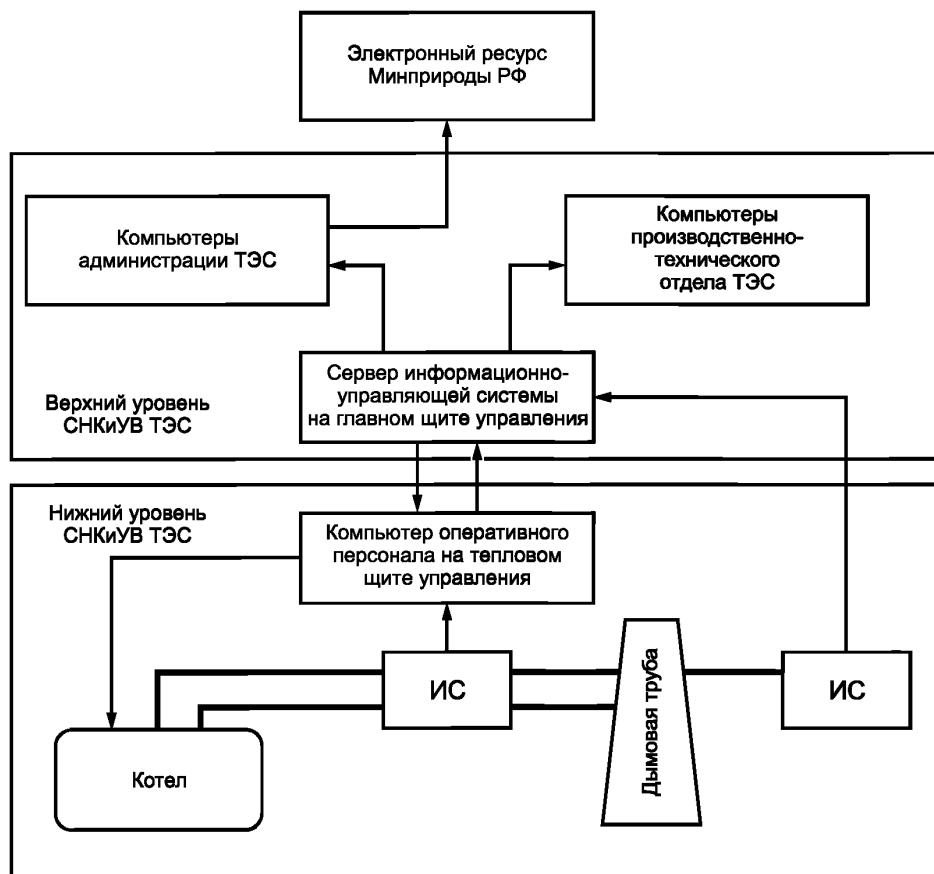 Электронный ресурс
Минприроды РФ
Компьютеры
администрации ТЭС
Компьютеры
производственно-
технического
отдела ТЭС
Сервер информационно-
управляющей системы
на главном щите управления
Верхний уровень
СНКиУВ ТЭС
Нижний уровень
СНКиУВ ТЭС
Компьютер оперативного
персонала на тепловом
щите управления
ИС
Дымовая труба
ИС
Котел